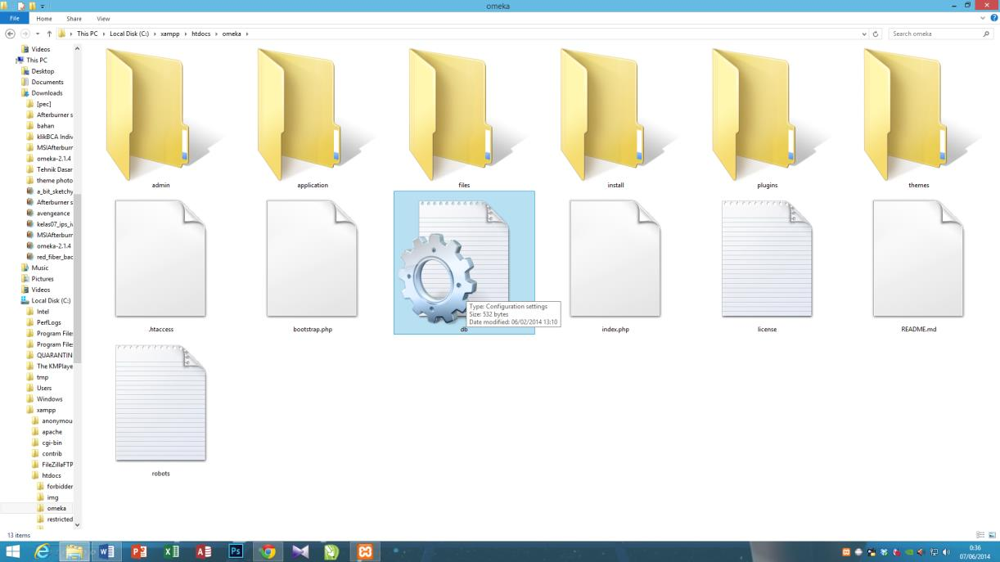 omeka
File
Home
Share
View
This PC
Local Disk (C:)
xampp
htdocs
omeka
Search omeka
Videos
This PC
Desktop
Documents
Downloads
[pec]
Afterburner s
bahan
klikBCA Indiv
MSIAfterburr
omeka-2.1.4
Tehnik Dasar
theme photo
a_bit_sketchy
Afterburner s
avengeance
kelas07_ips_iv
MSIAfterburr
omeka-2.1.4
red_fiber_bac
Music
Pictures
Videos
Local Disk (C:)
Intel
PerfLogs
Program Files
Program Files
QUARANTIN
The KMPlaye
tmp
Users
Windows
xampp
anonymou
apache
cgi-bin
contrib
FileZillaFTP
htdocs
forbidden
img
omeka
restricted
admin
application
files
install
plugins
themes
.htaccess
bootstrap.php
db
index.php
license
README.md
robots
Type: Configuration settings
Size: 532 bytes
Date modified: 06/02/2014 13:10
13 items
0:36
07/06/2014